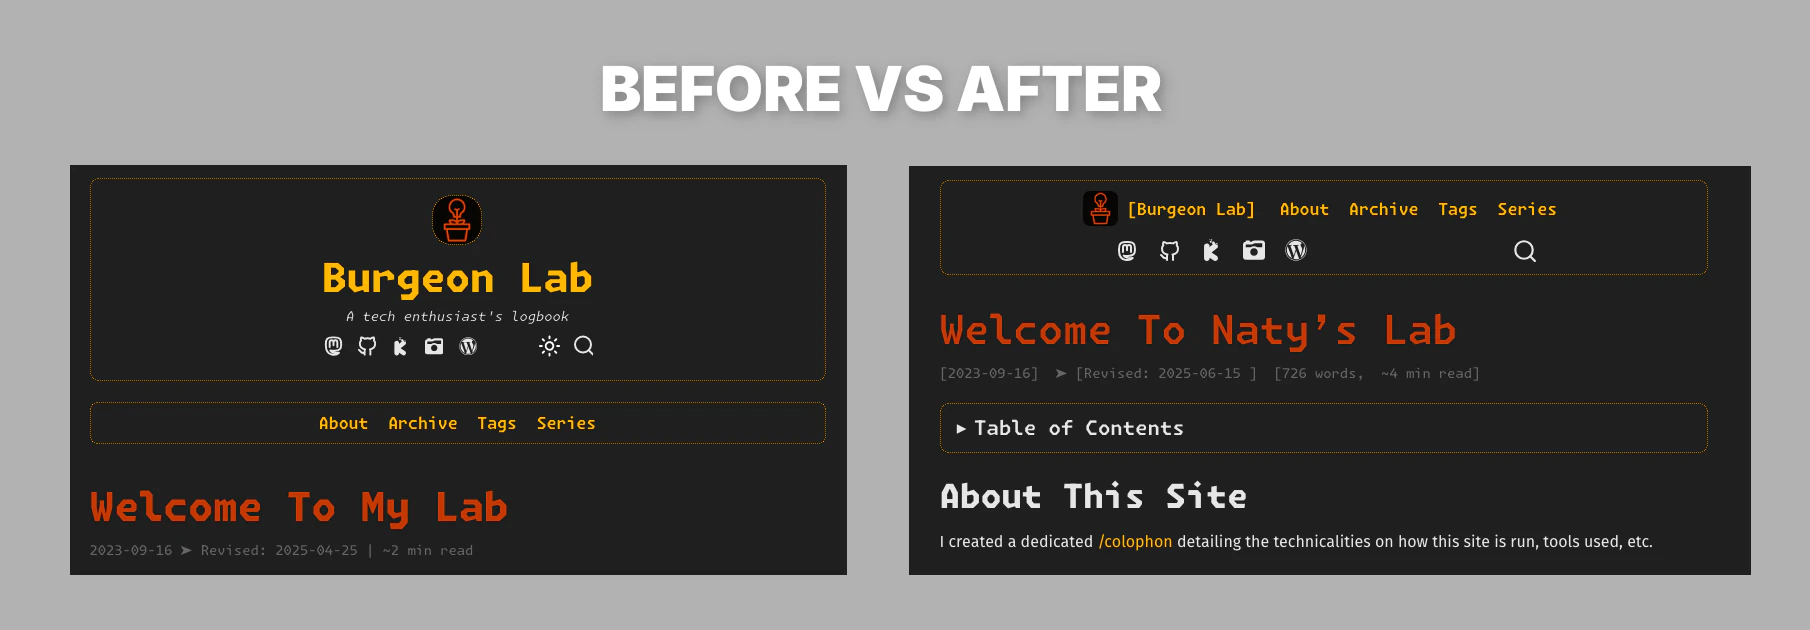 BEFORE VS AFTER
Burgeon Lab
A tech enthusiast's logbook
About Archive Tags Series
Welcome To My Lab
2023-09-16 ➤ Revised: 2025-04-25 | ~2 min read
[Burgeon Lab] About Archive Tags Series
Welcome To Naty’s Lab
[2023-09-16] ➤ [Revised: 2025-06-15 ] [726 words, ~4 min read]
▸ Table of Contents
About This Site
I created a dedicated /colophon detailing the technicalities on how this site is run, tools used, etc.